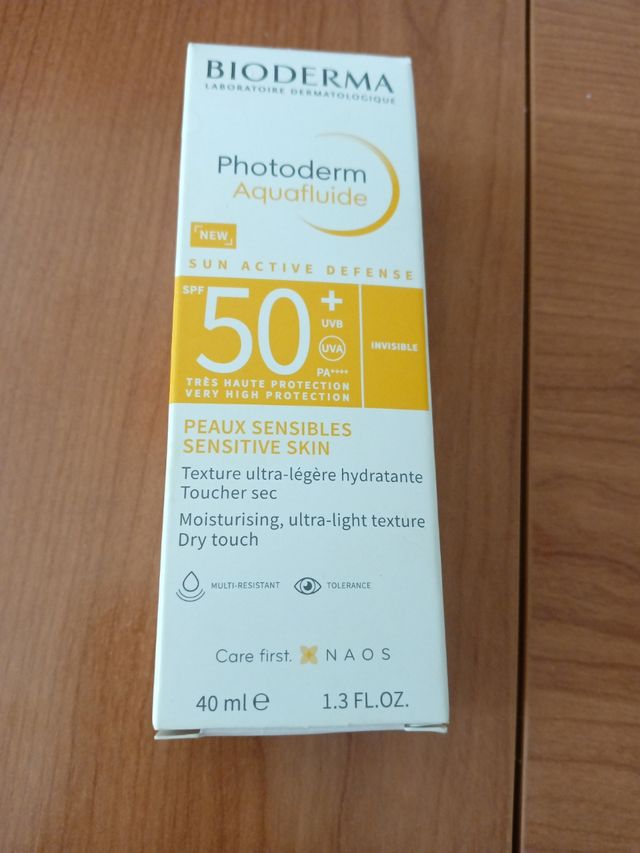 BIODERMA
LABORATOIRE DERMATOLOGIQUE
Photoderm
Aquafluide
NEW
SUN ACTIVE DEFENSE
SPF 50+
UVB
UVA
PA++++
INVISIBLE
TRÈS HAUTE PROTECTION
VERY HIGH PROTECTION
PEAUX SENSIBLES
SENSITIVE SKIN
Texture ultra-légère hydratante
Toucher sec
Moisturising, ultra-light texture
Dry touch
MULTI-RESISTANT TOLERANCE
Care first. NAOS
40 ml ℮ 1.3 FL.OZ.